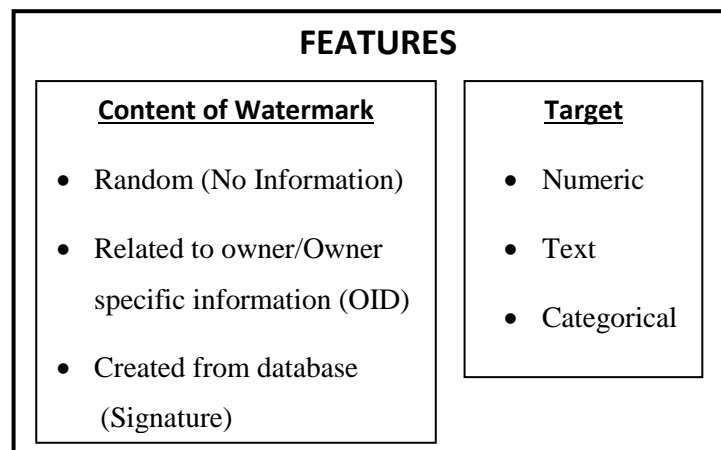 FEATURES
Content of Watermark
• Random (No Information)
• Related to owner/Owner
specific information (OID)
• Created from database
(Signature)
Target
• Numeric
• Text
• Categorical